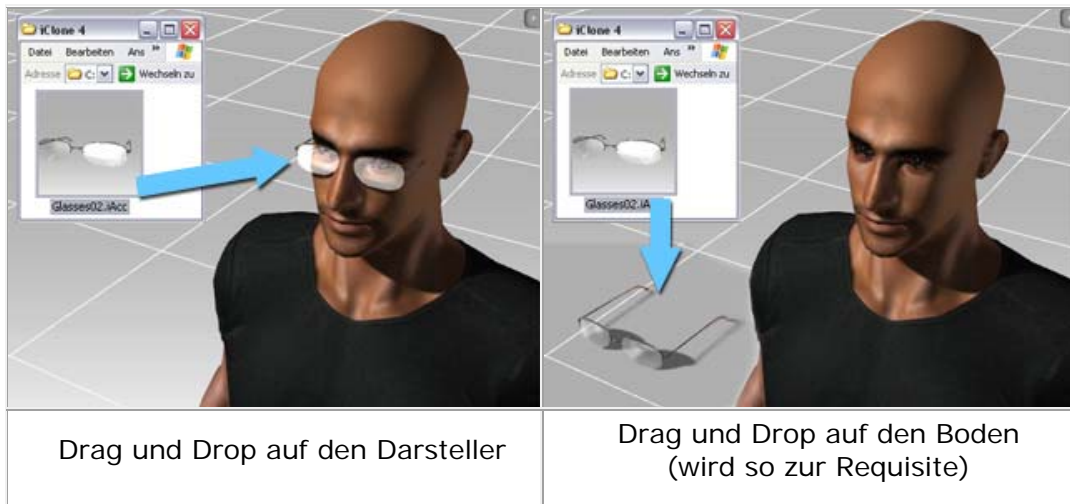 iClone 4
Datei Bearbeiten Ans »
Adresse C: Wechseln zu
Glasses02.iAcc
Drag und Drop auf den Darsteller
iClone 4
Datei Bearbeiten Ans »
Adresse C: Wechseln zu
Glasses02.iA
Drag und Drop auf den Boden
(wird so zur Requisite)